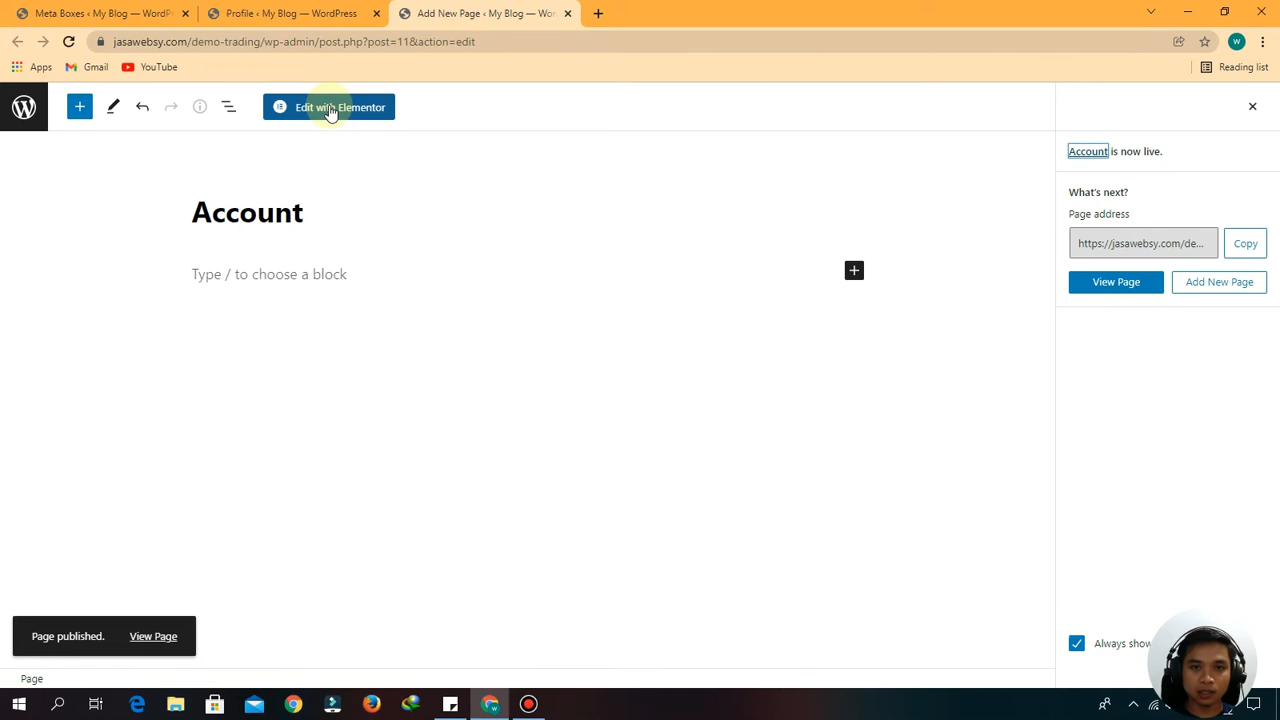 Meta Boxes ‹ My Blog — WordPr
Profile ‹ My Blog — WordPress
Add New Page ‹ My Blog — Wor
jasawebsy.com/demo-trading/wp-admin/post.php?post=11&action=edit
W
Apps
Gmail
YouTube
Reading list
Edit with Elementor
Account is now live.
What's next?
Page address
https://jasawebsy.com/de...
Copy
View Page
Add New Page
Account
Type / to choose a block
Page published.
View Page
Always show
Page